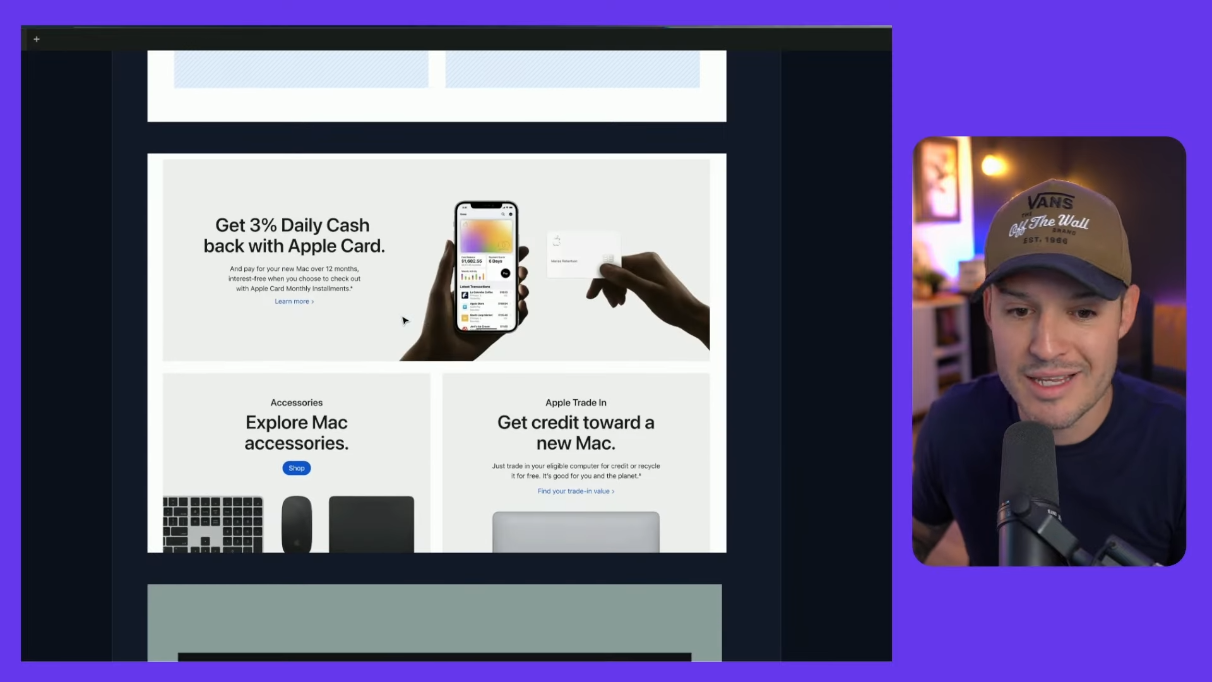 +
Get 3% Daily Cash
back with Apple Card.
And pay for your new Mac over 12 months,
interest-free when you choose to check out
with Apple Card Monthly Installments.*
Learn more >
Latest Transactions
Accessories
Explore Mac
accessories.
Shop
Apple Trade In
Get credit toward a
new Mac.
Just trade in your eligible computer for credit or recycle
it for free. It's good for you and the planet.*
Find your trade-in value >
VANS
THE
Off The Wall
BRAND
EST. 1966